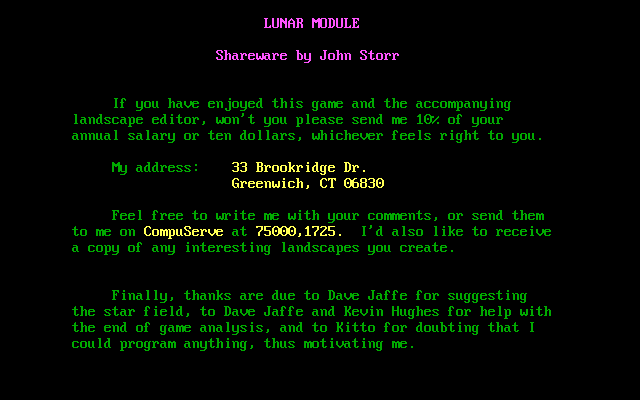 LUNAR MODULE
Shareware by John Storr
If you have enjoyed this game and the accompanying
landscape editor, won't you please send me 10% of your
annual salary or ten dollars, whichever feels right to you.
My address: 33 Brookridge Dr.
Greenwich, CT 06830
Feel free to write me with your comments, or send them
to me on CompuServe at 75000,1725. I'd also like to receive
a copy of any interesting landscapes you create.
Finally, thanks are due to Dave Jaffe for suggesting
the star field, to Dave Jaffe and Kevin Hughes for help with
the end of game analysis, and to Kitto for doubting that I
could program anything, thus motivating me.